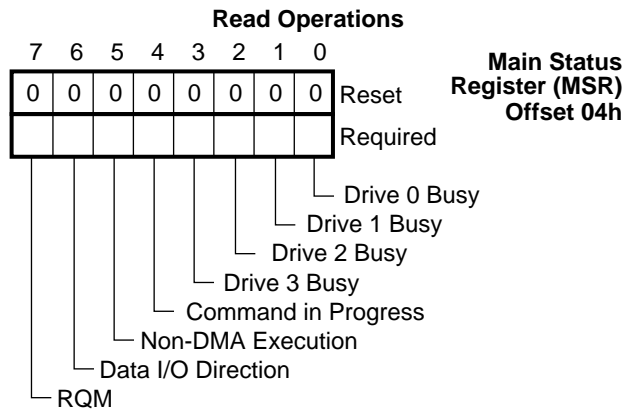 Read Operations
7 6 5 4 3 2 1 0
Main Status
Register (MSR)
Offset 04h
0 0 0 0 0 0 0 0 Reset
Required
Drive 0 Busy
Drive 1 Busy
Drive 2 Busy
Drive 3 Busy
Command in Progress
Non-DMA Execution
Data I/O Direction
RQM